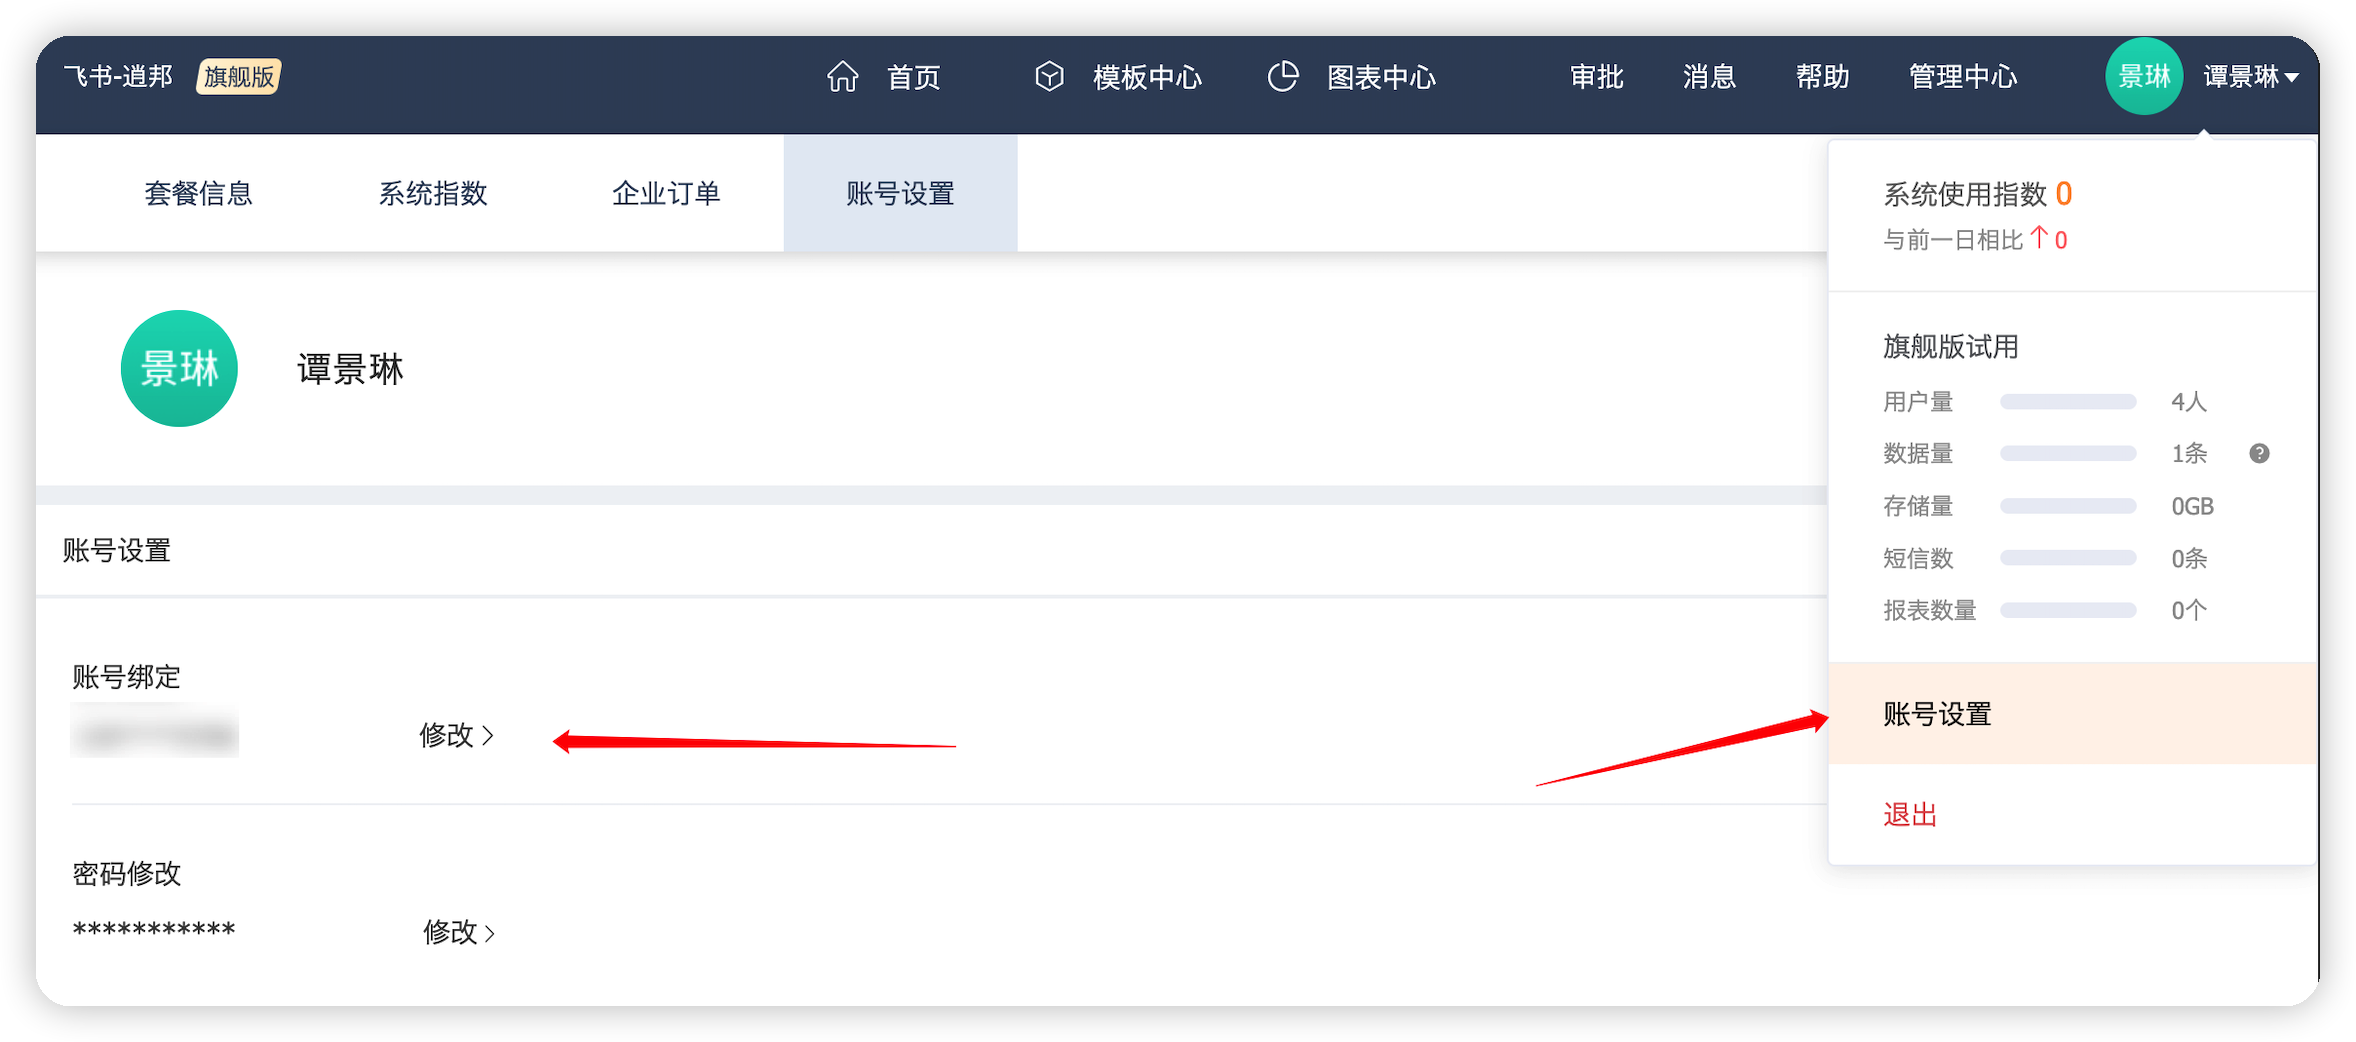 飞书-逍邦 旗舰版 首页 模板中心 图表中心 审批 消息 帮助 管理中心 景琳 谭景琳
套餐信息 系统指数 企业订单 账号设置
系统使用指数 0
与前一日相比 ↑ 0
景琳 谭景琳
旗舰版试用
用户量 4人
数据量 1条 ?
存储量 0GB
短信数 0条
报表数量 0个
账号设置
退出
账号设置
账号绑定
修改 >
密码修改
*********** 修改 >